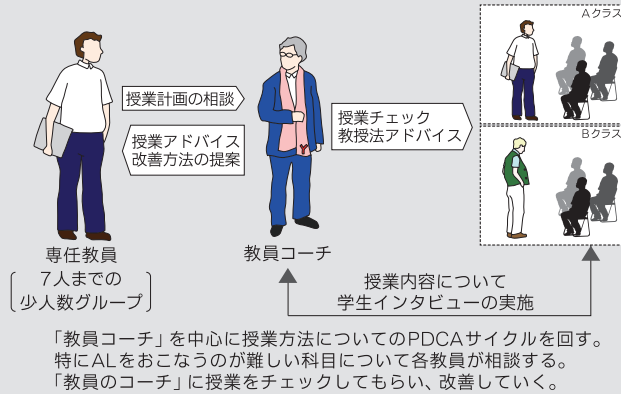 Aクラス
授業計画の相談
授業アドバイス
改善方法の提案
授業チェック
教授法アドバイス
Bクラス
専任教員
7人までの
少人数グループ
教員コーチ
授業内容について
学生インタビューの実施
「教員コーチ」を中心に授業方法についてのPDCAサイクルを回す。
特にALをおこなうのが難しい科目について各教員が相談する。
「教員のコーチ」に授業をチェックしてもらい、改善していく。